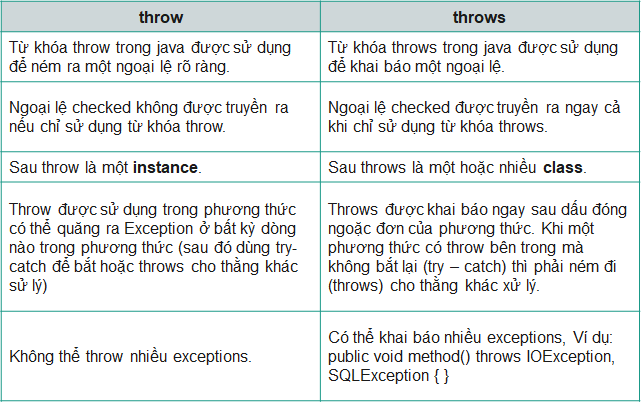 throw
throws
Từ khóa throw trong java được sử dụng
để ném ra một ngoại lệ rõ ràng.
Từ khóa throws trong java được sử dụng
để khai báo một ngoại lệ.
Ngoại lệ checked không được truyền ra
nếu chỉ sử dụng từ khóa throw.
Ngoại lệ checked được truyền ra ngay cả
khi chỉ sử dụng từ khóa throws.
Sau throw là một instance.
Sau throws là một hoặc nhiều class.
Throw được sử dụng trong phương thức
có thể quăng ra Exception ở bất kỳ dòng
nào trong phương thức (sau đó dùng try-
catch để bắt hoặc throws cho thằng khác
sử lý)
Throws được khai báo ngay sau dấu đóng
ngoặc đơn của phương thức. Khi một
phương thức có throw bên trong mà
không bắt lại (try – catch) thì phải ném đi
(throws) cho thằng khác xử lý.
Không thể throw nhiều exceptions.
Có thể khai báo nhiều exceptions, Ví dụ:
public void method() throws IOException,
SQLException { }